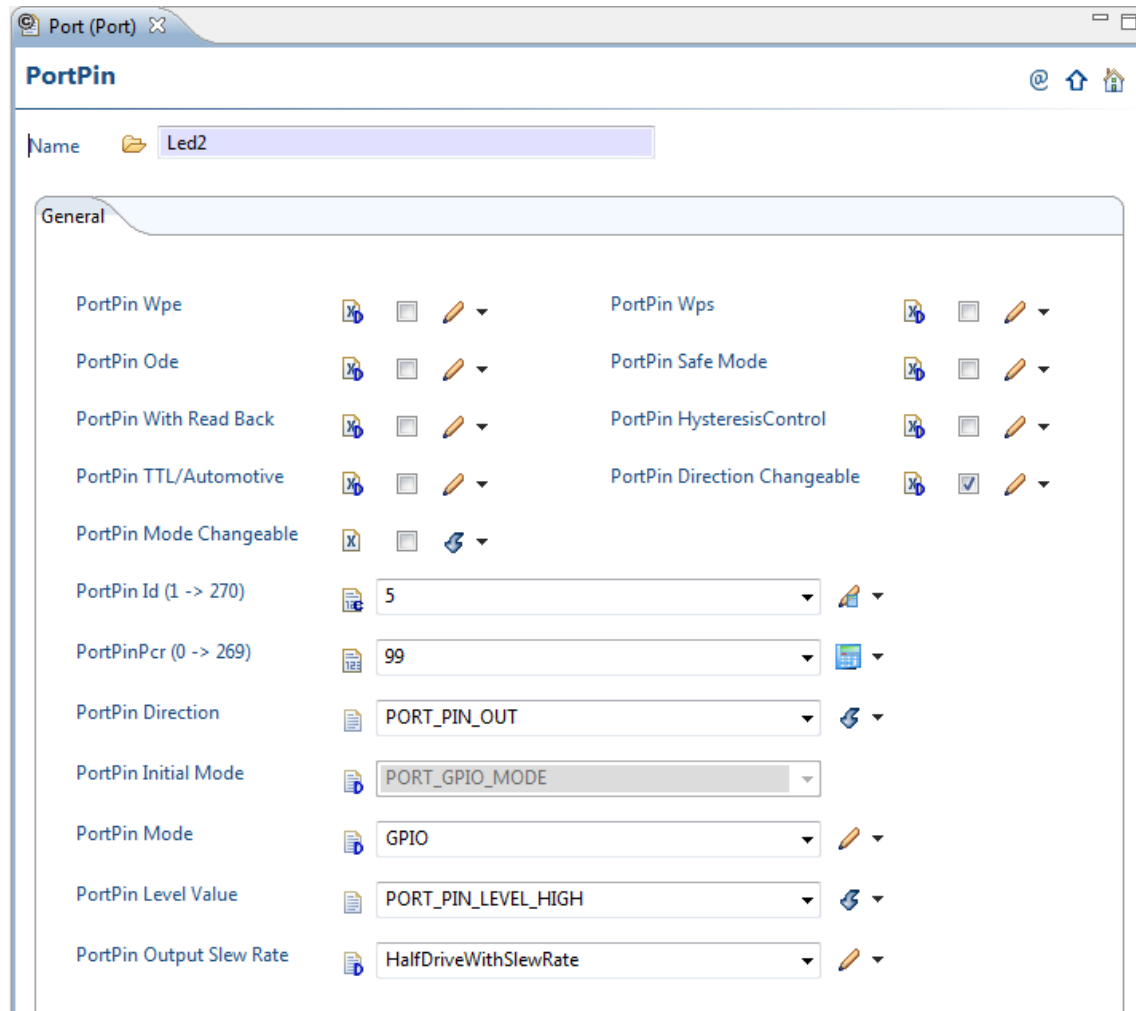 Port (Port)
PortPin
Name Led2
General
PortPin Wpe PortPin Wps
PortPin Ode PortPin Safe Mode
PortPin With Read Back PortPin HysteresisControl
PortPin TTL/Automotive PortPin Direction Changeable
PortPin Mode Changeable
PortPin Id (1 -> 270) 5
PortPinPcr (0 -> 269) 99
PortPin Direction PORT_PIN_OUT
PortPin Initial Mode PORT_GPIO_MODE
PortPin Mode GPIO
PortPin Level Value PORT_PIN_LEVEL_HIGH
PortPin Output Slew Rate HalfDriveWithSlewRate